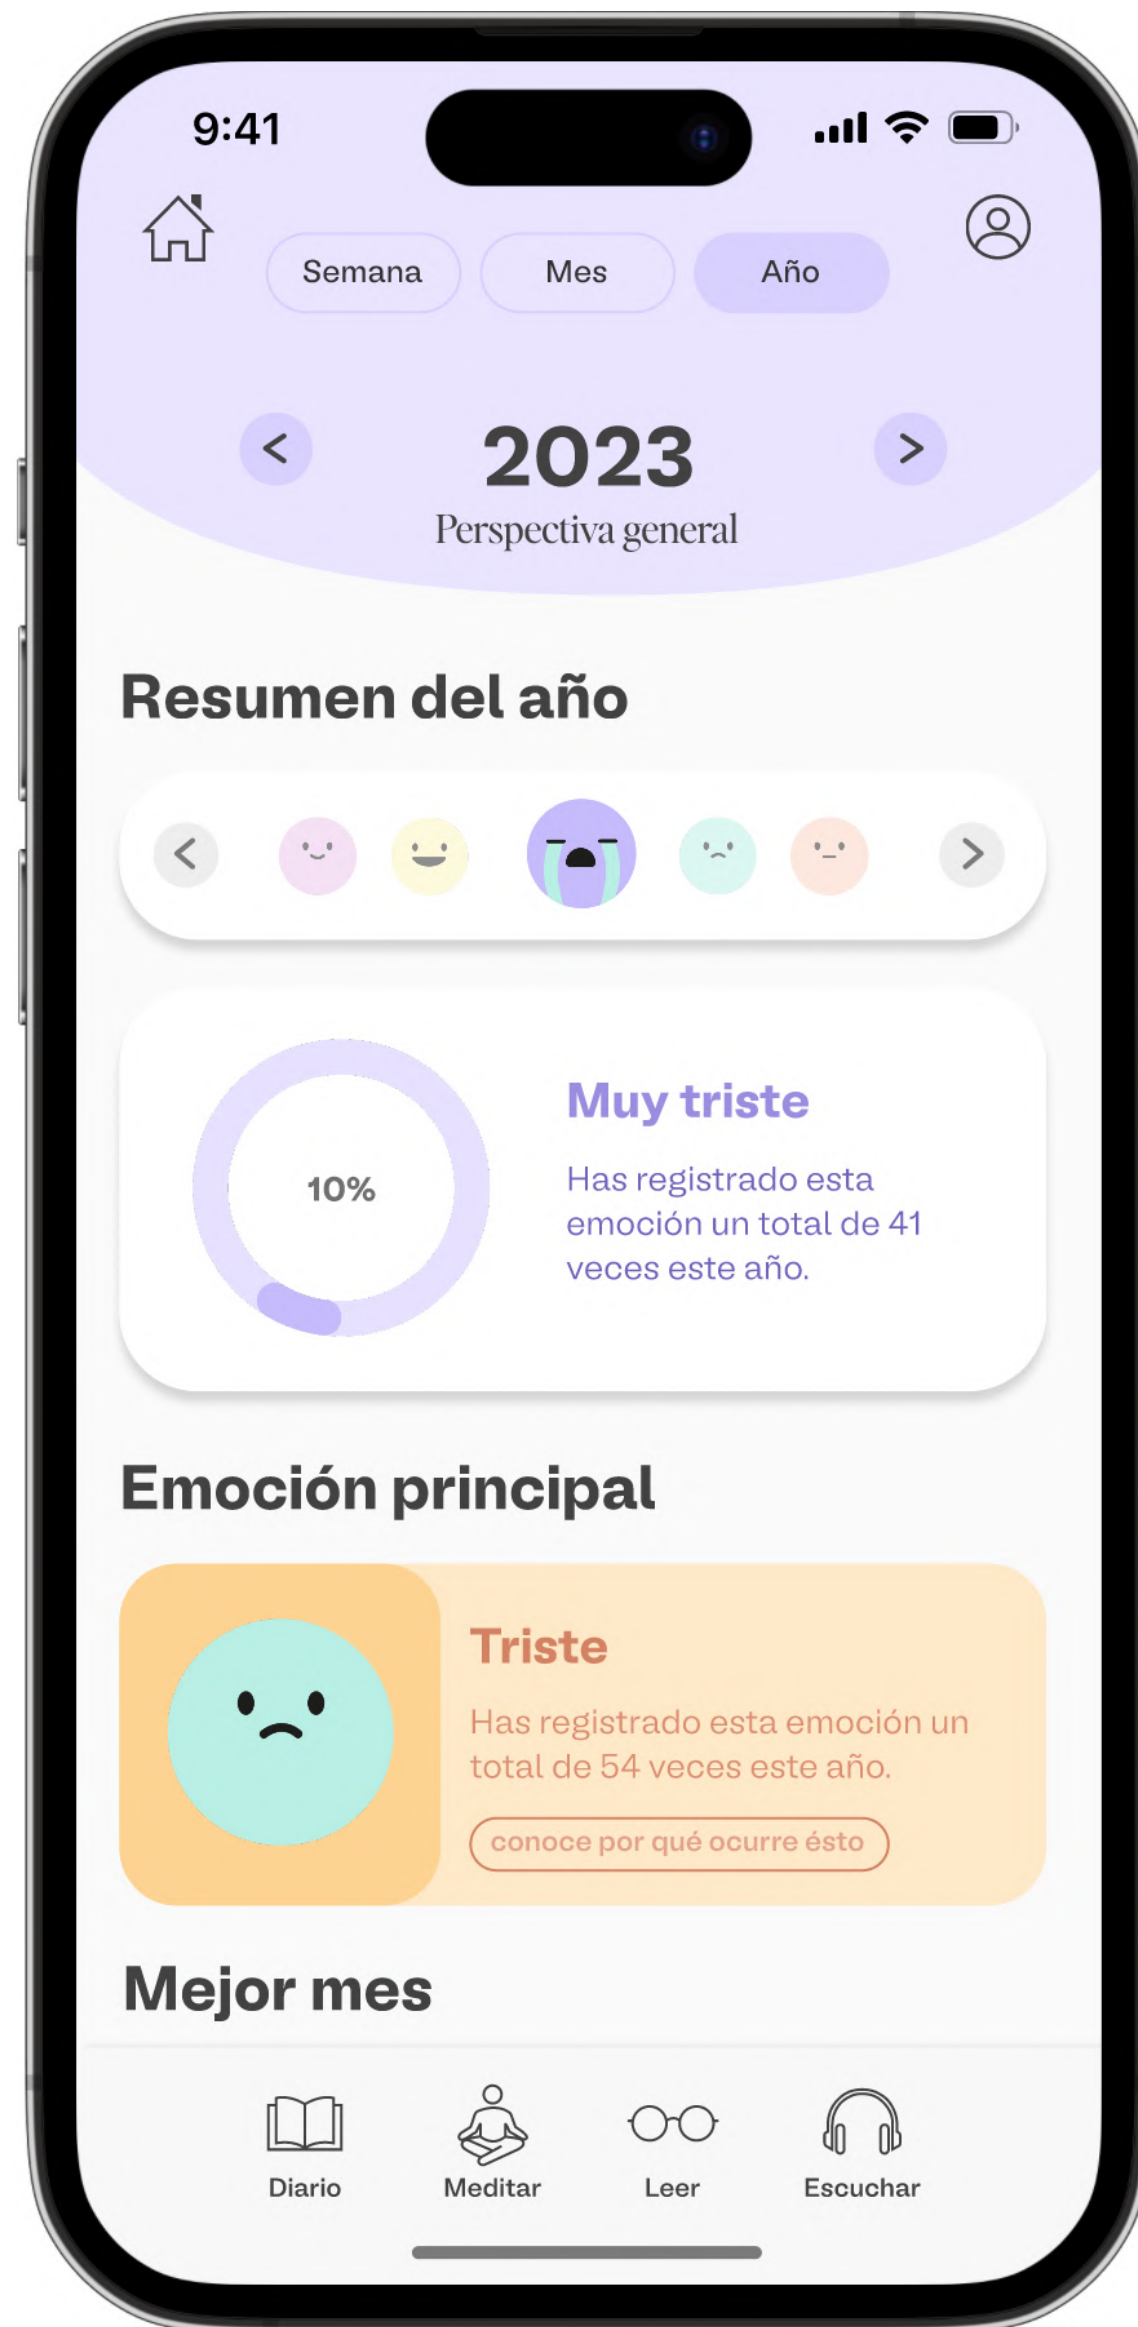 9:41
Semana
Mes
Año
<
2023
>
Perspectiva general
Resumen del año
<
>
10%
Muy triste
Has registrado esta
emoción un total de 41
veces este año.
Emoción principal
Triste
Has registrado esta emoción un
total de 54 veces este año.
conoce por qué ocurre ésto
Mejor mes
Diario
Meditar
Leer
Escuchar